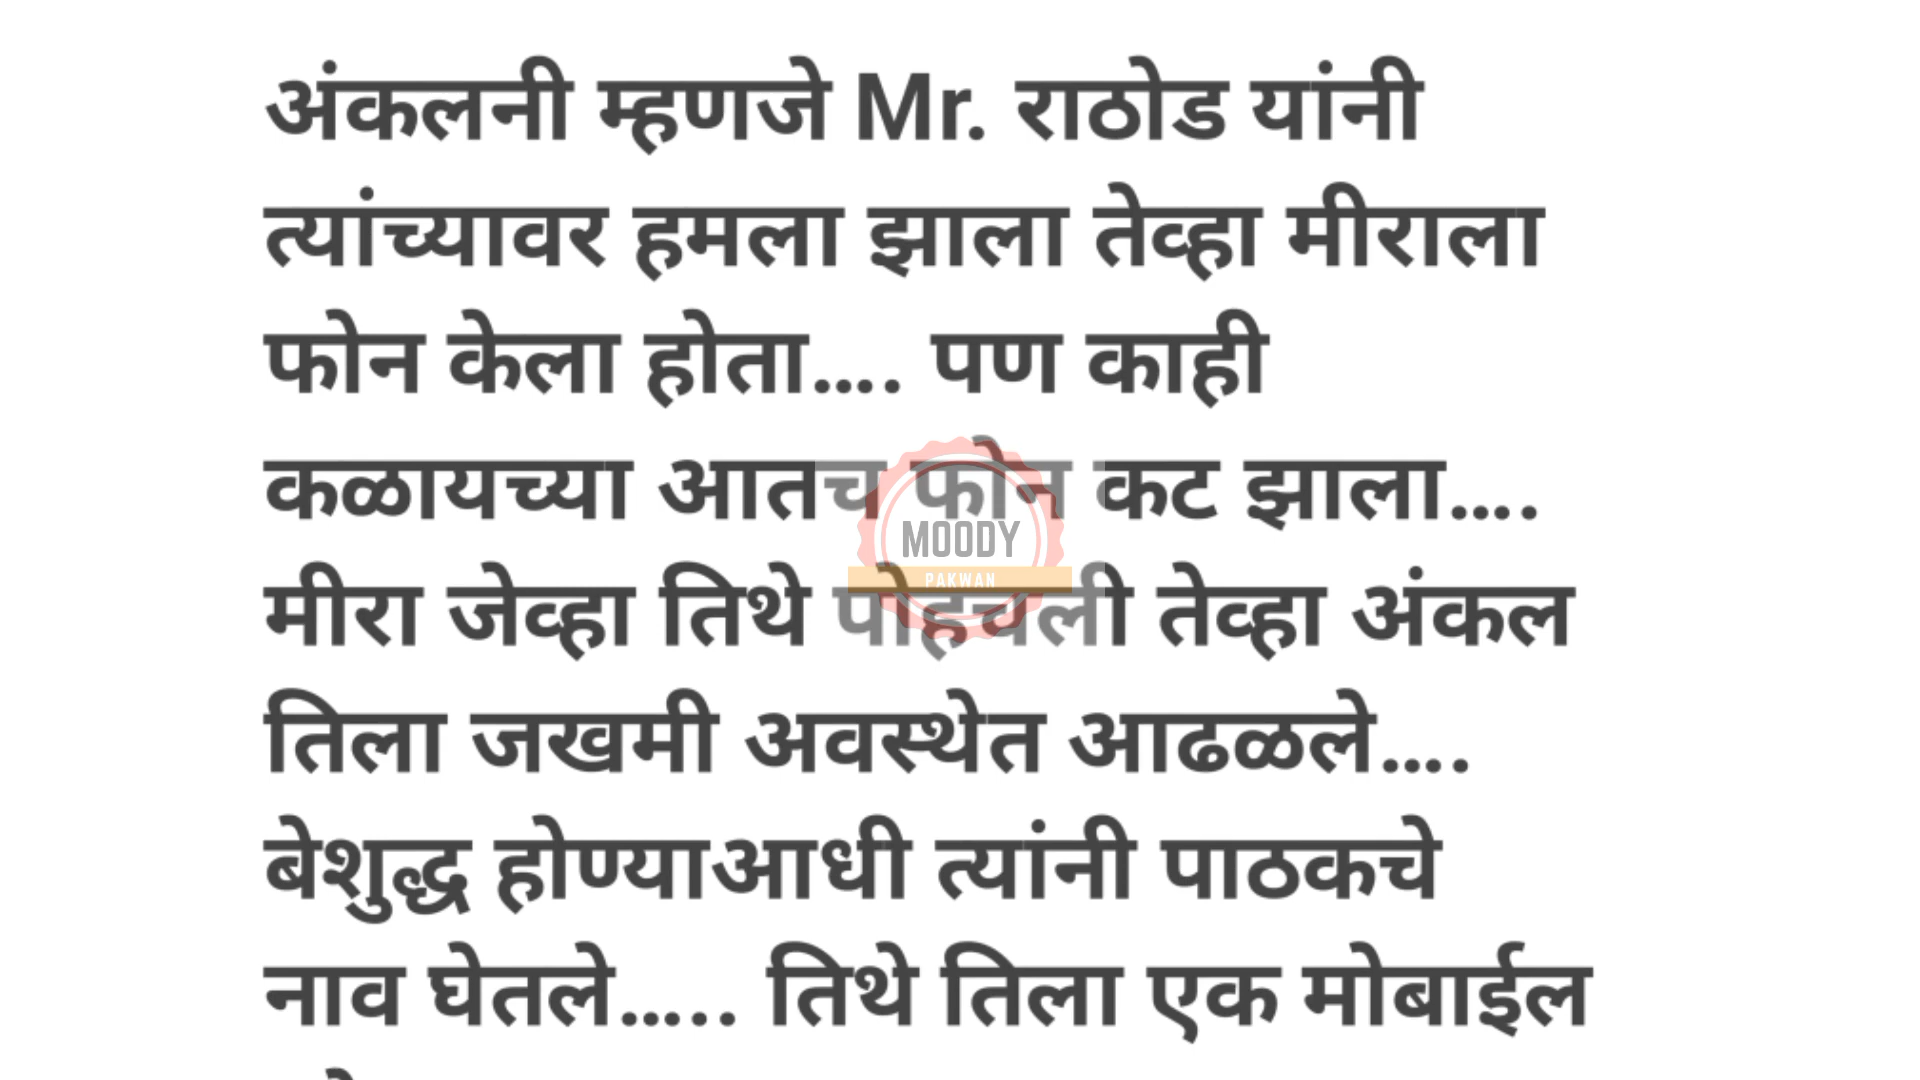 अंकलनी म्हणजे Mr. राठोड यांनी
त्यांच्यावर हमला झाला तेव्हा मीराला
फोन केला होता.... पण काही
कळायच्या आतच फोन कट झाला....
MOODY
PAKWAN
मीरा जेव्हा तिथे पोहचली तेव्हा अंकल
तिला जखमी अवस्थेत आढळले....
बेशुद्ध होण्याआधी त्यांनी पाठकचे
नाव घेतले..... तिथे तिला एक मोबाईल